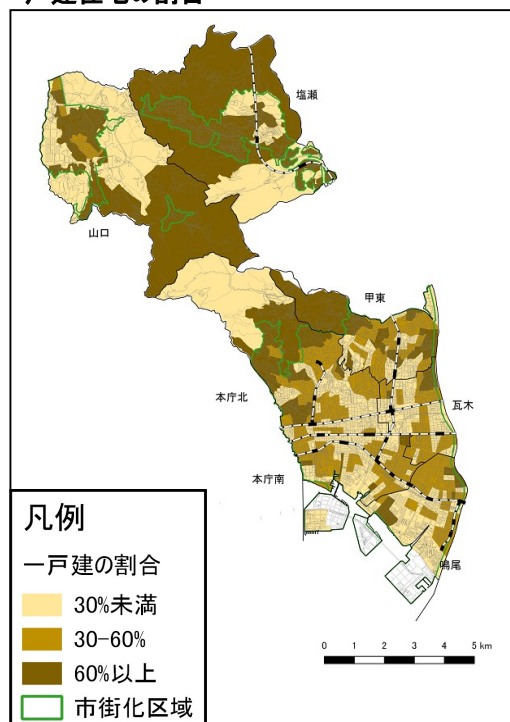 一戸建住宅の割合
塩瀬
山口
甲東
本庁北
瓦木
本庁南
鳴尾
凡例
一戸建の割合
30%未満
30-60%
60%以上
市街化区域
0 1 2 3 4 5 km